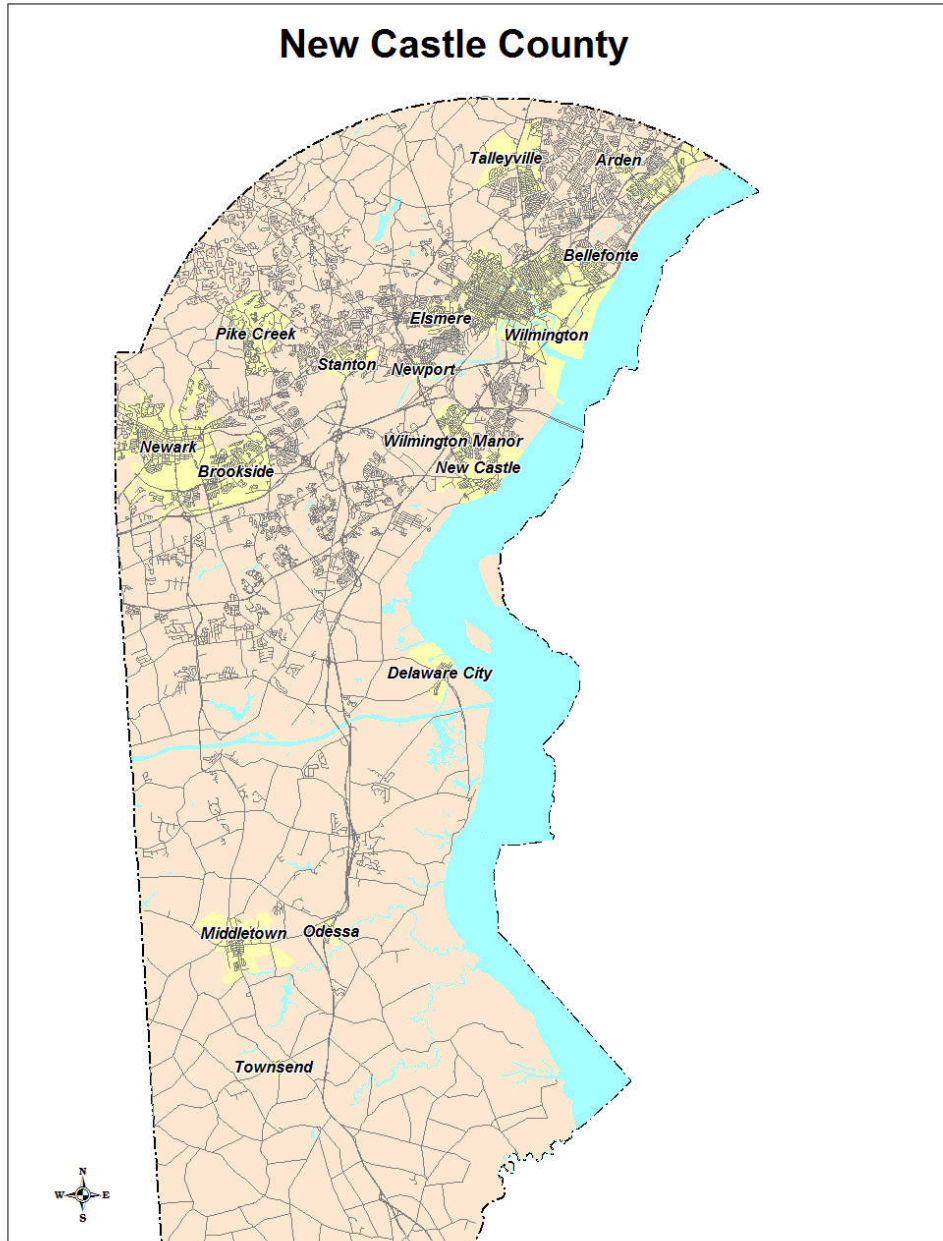 New Castle County
Talleyville
Arden
Bellefonte
Elsmere
Pike Creek
Wilmington
Stanton
Newport
Wilmington Manor
Newark
New Castle
Brookside
Delaware City
Middletown
Odessa
Townsend
N
W
E
S